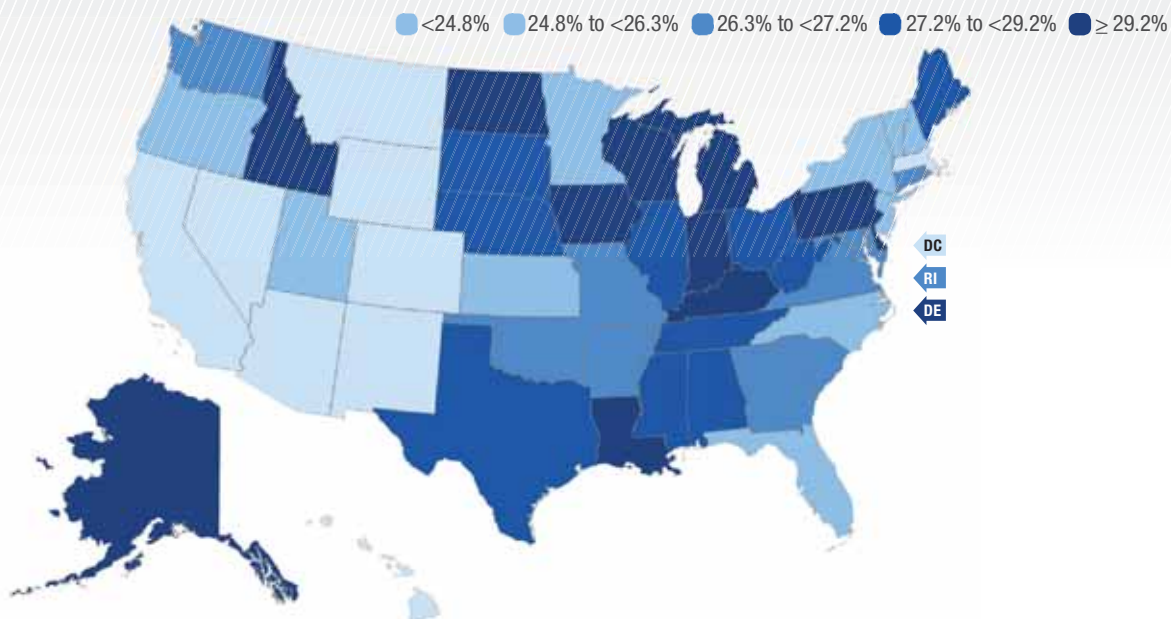 <24.8% 24.8% to <26.3% 26.3% to <27.2% 27.2% to <29.2% ≥ 29.2%
DC
RI
DE